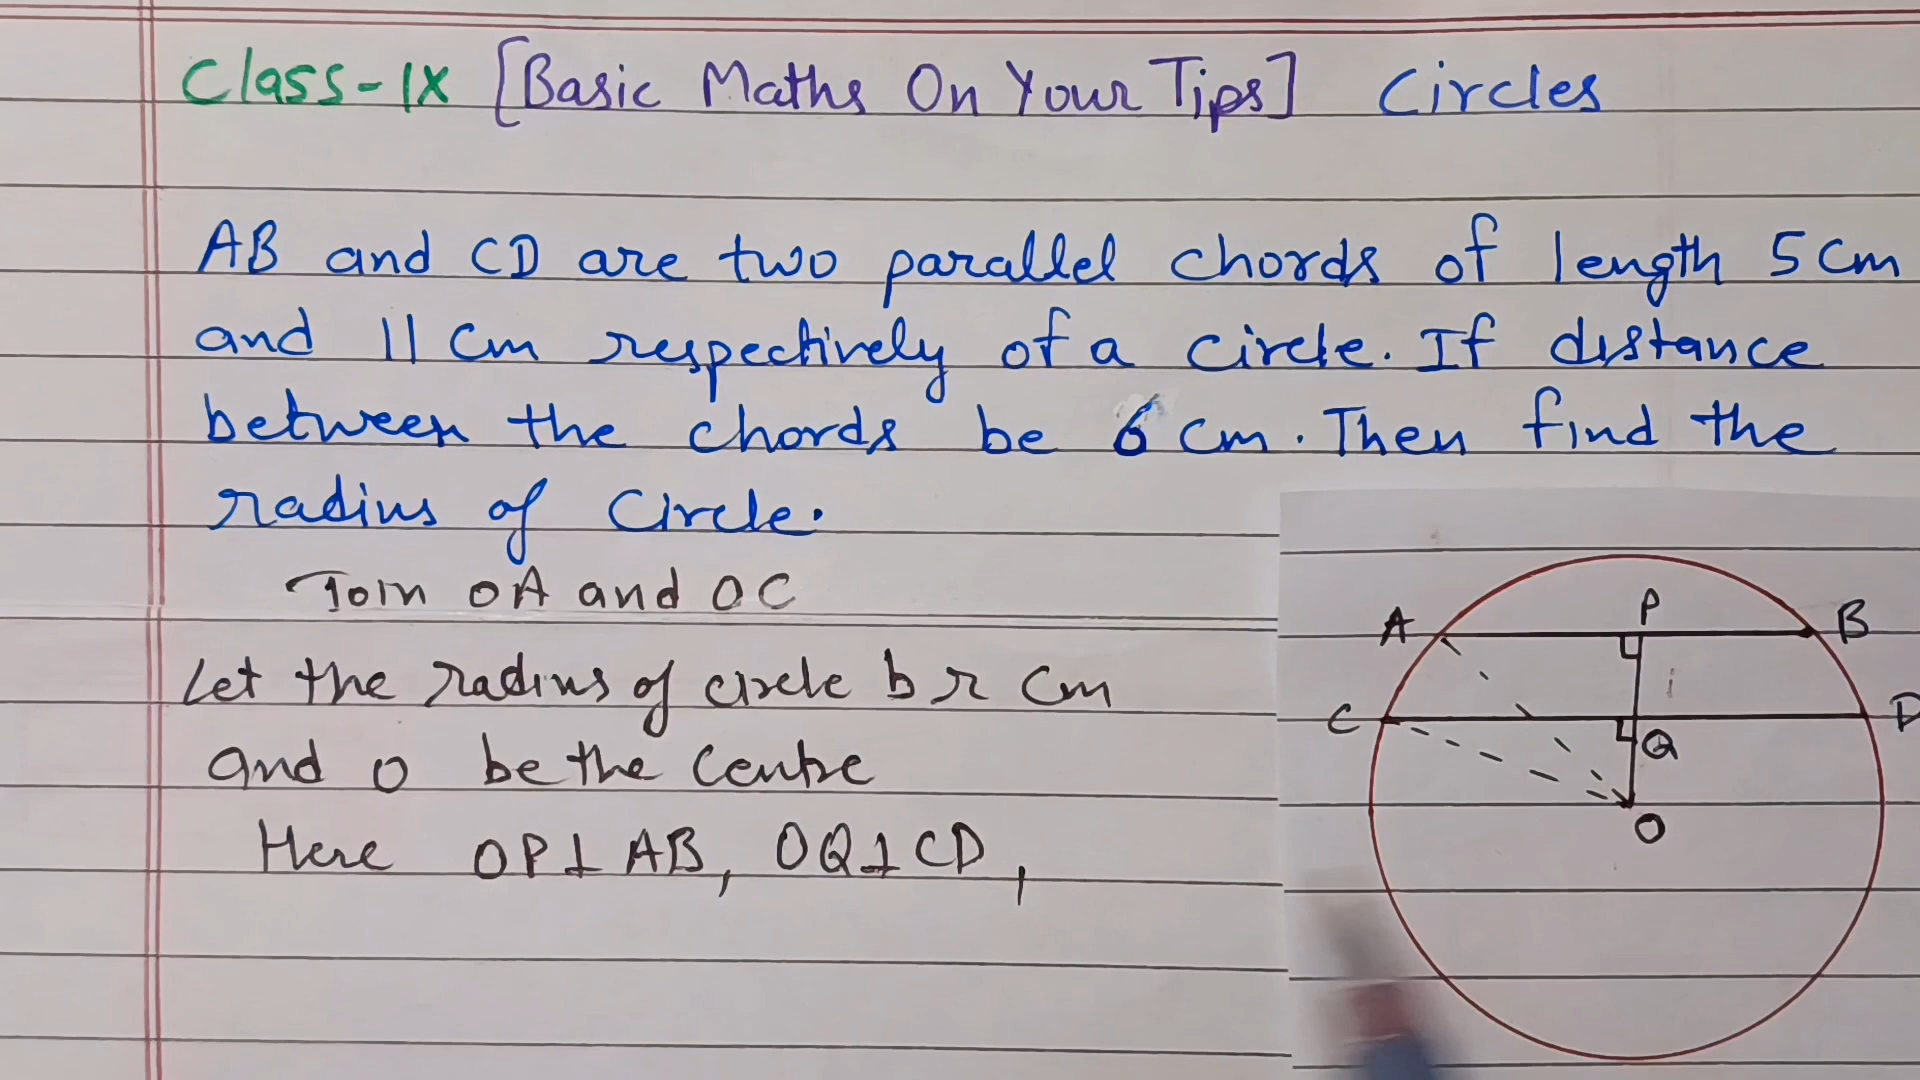 Class-IX [Basic Maths On Your Tips] Circles
AB and CD are two parallel chords of length 5 cm
and 11 cm respectively of a circle. If distance
between the chords be 6 cm. Then find the
radius of Circle.
Join OA and OC
Let the radius of circle b r cm
and O be the Centre
Here OP⊥AB, OQ⊥CD,
P
A B
C D
Q
O